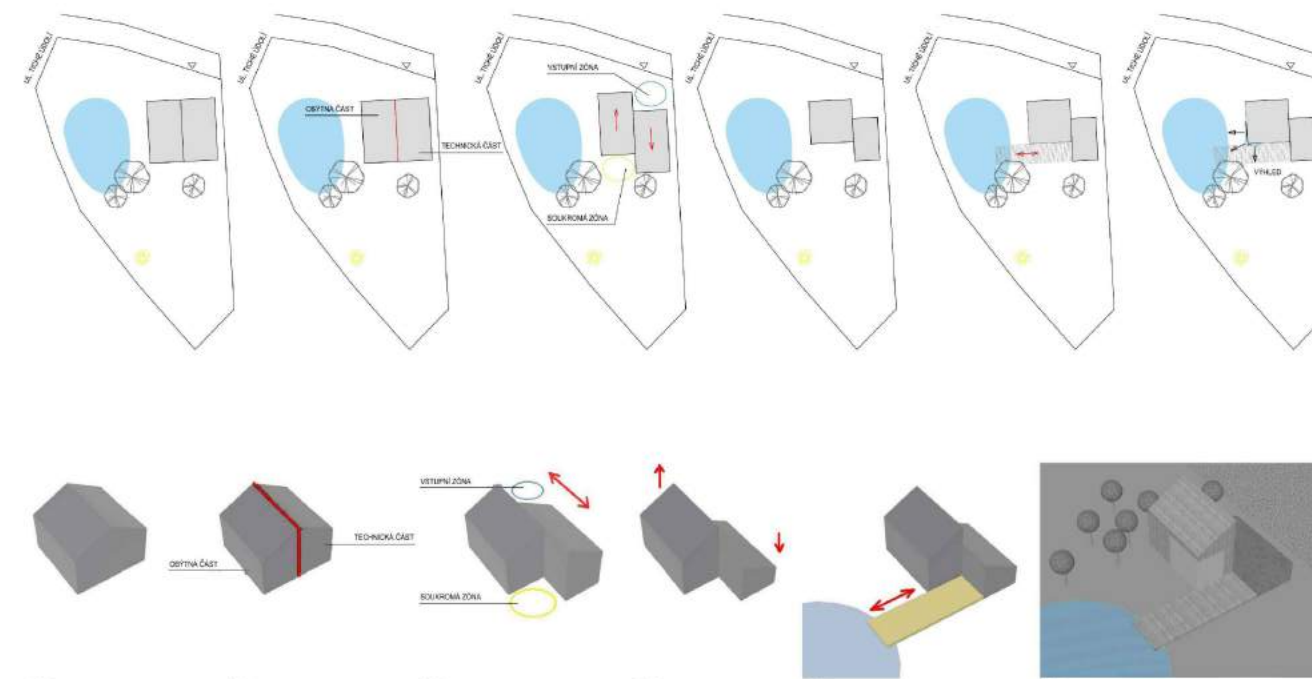 UL. TICHÉ ÚDOLÍ
UL. TICHÉ ÚDOLÍ
OBYTNÁ ČÁST
TECHNICKÁ ČÁST
UL. TICHÉ ÚDOLÍ
VSTUPNÍ ZÓNA
SOUKROMÁ ZÓNA
UL. TICHÉ ÚDOLÍ
UL. TICHÉ ÚDOLÍ
UL. TICHÉ ÚDOLÍ
VÝHLED
OBYTNÁ ČÁST
TECHNICKÁ ČÁST
VSTUPNÍ ZÓNA
SOUKROMÁ ZÓNA